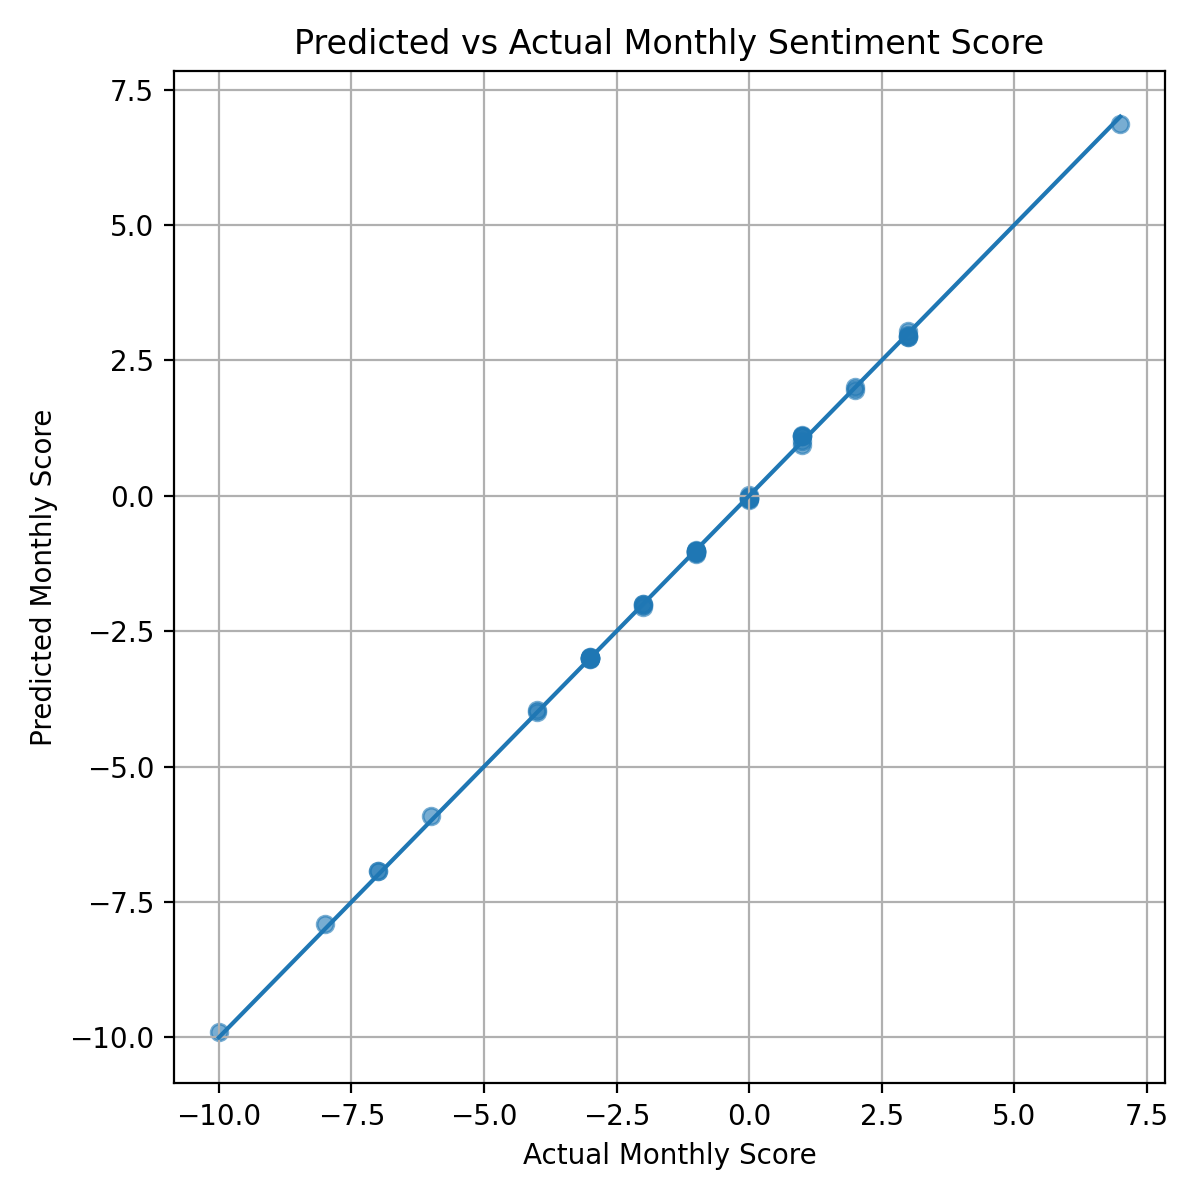 Predicted vs Actual Monthly Sentiment Score
7.5
5.0
2.5
0.0
−2.5
−5.0
−7.5
−10.0
Predicted Monthly Score
−10.0 −7.5 −5.0 −2.5 0.0 2.5 5.0 7.5
Actual Monthly Score